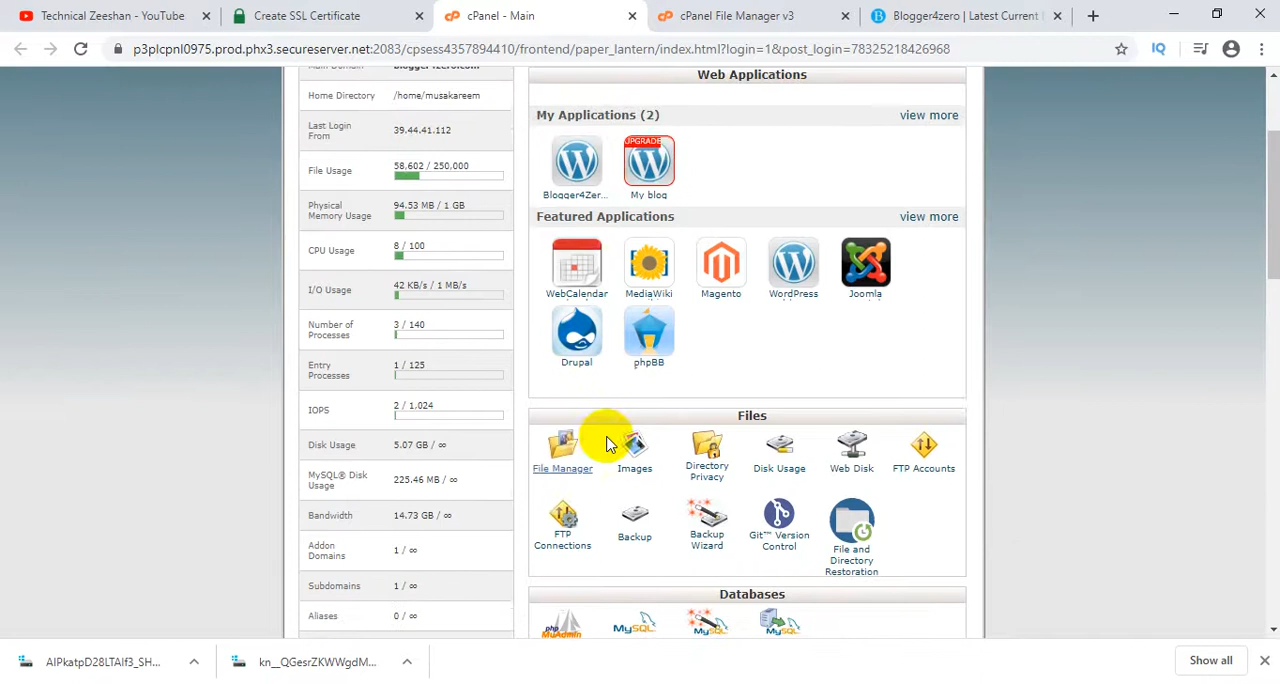 Technical Zeeshan - YouTube
Create SSL Certificate
cPanel - Main
cPanel File Manager v3
Blogger4zero | Latest Current
p3plcpnl0975.prod.phx3.secureserver.net:2083/cpsess4357894410/frontend/paper_lantern/index.html?login=1&post_login=78325218426968
IQ
Home Directory
/home/musakareem
Last Login
From
39.44.41.112
File Usage
58,602 / 250,000
Physical
Memory Usage
94.53 MB / 1 GB
CPU Usage
8 / 100
I/O Usage
42 KB/s / 1 MB/s
Number of
Processes
3 / 140
Entry
Processes
1 / 125
IOPS
2 / 1,024
Disk Usage
5.07 GB / ∞
MySQL® Disk
Usage
225.46 MB / ∞
Bandwidth
14.73 GB / ∞
Addon
Domains
1 / ∞
Subdomains
1 / ∞
Aliases
0 / ∞
Web Applications
My Applications (2)
view more
UPGRADE
Blogger4Zer...
My blog
Featured Applications
view more
WebCalendar
MediaWiki
Magento
WordPress
Joomla
Drupal
phpBB
Files
File Manager
Images
Directory
Privacy
Disk Usage
Web Disk
FTP Accounts
FTP
Connections
Backup
Backup
Wizard
Git™ Version
Control
File and
Directory
Restoration
Databases
php
MyAdmin
MySQL
MySQL
MySQL
AIPkatpD28LTAlf3_SH...
kn__QGesrZKWWgdM...
Show all